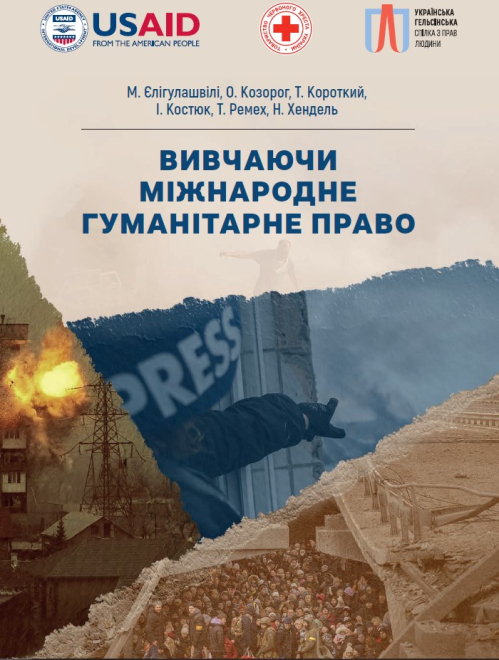 USAID
FROM THE AMERICAN PEOPLE
УКРАЇНСЬКА
ГЕЛЬСІНСЬКА
СПІЛКА З ПРАВ
ЛЮДИНИ
М. Єлігулашвілі, О. Козорог, Т. Короткий,
І. Костюк, Т. Ремех, Н. Хендель
ВИВЧАЮЧИ
МІЖНАРОДНЕ
ГУМАНІТАРНЕ ПРАВО
PRESS